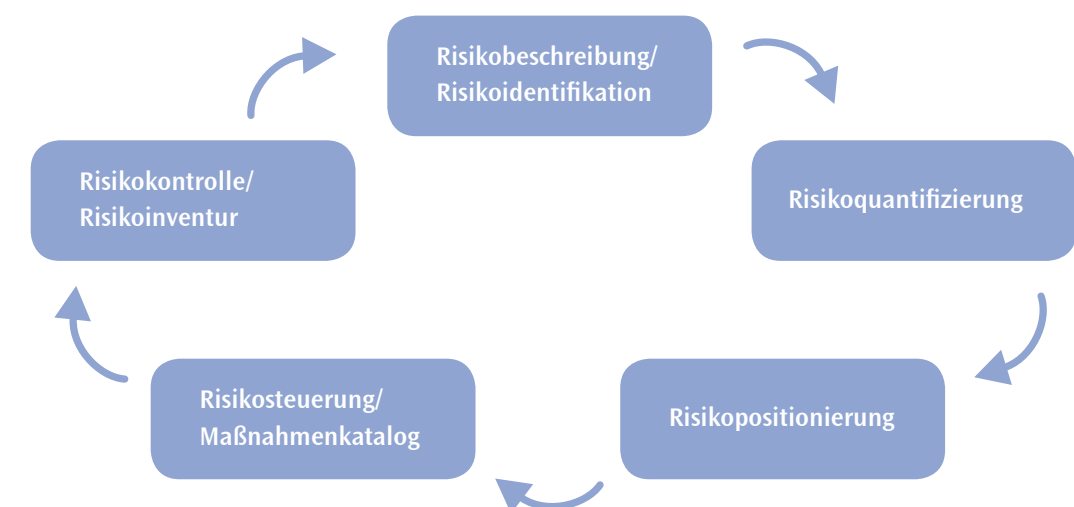 Risikobeschreibung/
Risikoidentifikation
Risikoquantifizierung
Risikopositionierung
Risikosteuerung/
Maßnahmenkatalog
Risikokontrolle/
Risikoinventur